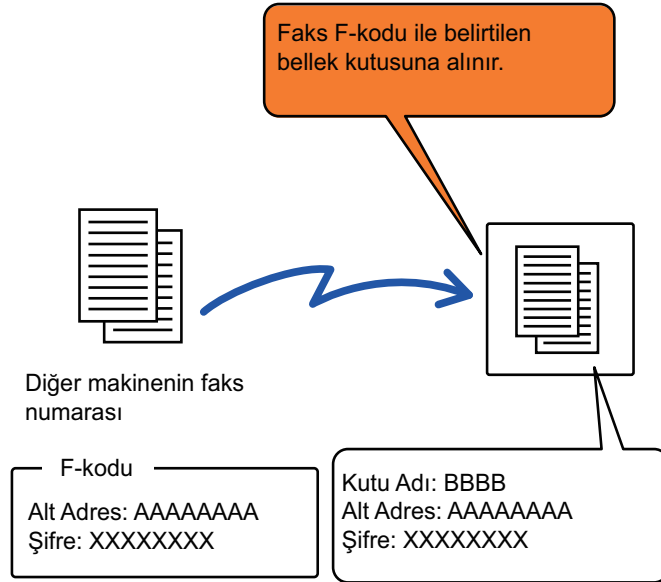 Faks F-kodu ile belirtilen
bellek kutusuna alınır.
Diğer makinenin faks
numarası
F-kodu
Alt Adres: AAAAAAAA
Şifre: XXXXXXXX
Kutu Adı: BBBB
Alt Adres: AAAAAAAA
Şifre: XXXXXXXX